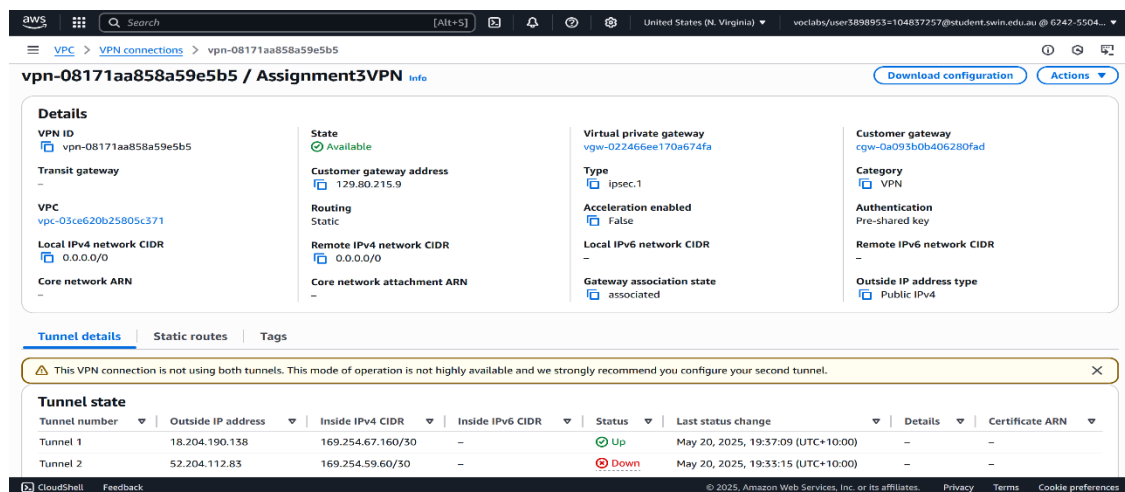 aws Search [Alt+S] United States (N. Virginia) voclabs/user3898953=104837257@student.swin.edu.au @ 6242-5504...
VPC > VPN connections > vpn-08171aa858a59e5b5
vpn-08171aa858a59e5b5 / Assignment3VPN Info Download configuration Actions
Details
VPN ID State Virtual private gateway Customer gateway
vpn-08171aa858a59e5b5 Available vgw-022466ee170a674fa cgw-0a093b0b406280fad
Transit gateway Customer gateway address Type Category
– 129.80.215.9 ipsec.1 VPN
VPC Routing Acceleration enabled Authentication
vpc-03ce620b25805c371 Static False Pre-shared key
Local IPv4 network CIDR Remote IPv4 network CIDR Local IPv6 network CIDR Remote IPv6 network CIDR
0.0.0.0/0 0.0.0.0/0 – –
Core network ARN Core network attachment ARN Gateway association state Outside IP address type
– – associated Public IPv4
Tunnel details Static routes Tags
This VPN connection is not using both tunnels. This mode of operation is not highly available and we strongly recommend you configure your second tunnel.
Tunnel state
Tunnel number Outside IP address Inside IPv4 CIDR Inside IPv6 CIDR Status Last status change Details Certificate ARN
Tunnel 1 18.204.190.138 169.254.67.160/30 – Up May 20, 2025, 19:37:09 (UTC+10:00) – –
Tunnel 2 52.204.112.83 169.254.59.60/30 – Down May 20, 2025, 19:33:15 (UTC+10:00) – –
CloudShell Feedback © 2025, Amazon Web Services, Inc. or its affiliates. Privacy Terms Cookie preferences